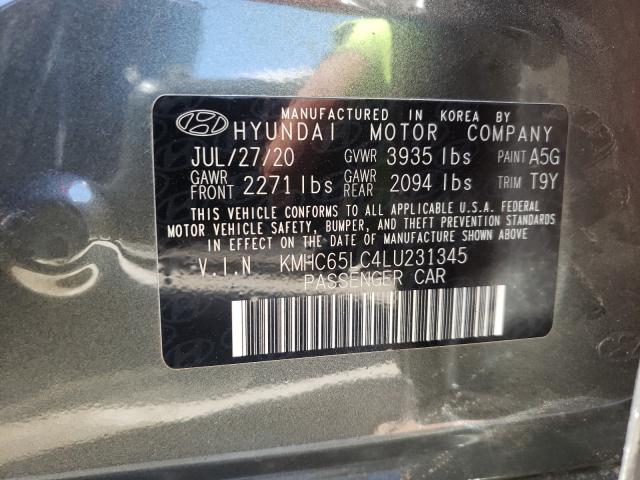 MANUFACTURED IN KOREA BY
HYUNDAI MOTOR COMPANY
JUL/27/20 GVWR 3935 lbs PAINT A5G
GAWR FRONT 2271 lbs GAWR REAR 2094 lbs TRIM T9Y
THIS VEHICLE CONFORMS TO ALL APPLICABLE U.S.A. FEDERAL
MOTOR VEHICLE SAFETY, BUMPER, AND THEFT PREVENTION STANDARDS
IN EFFECT ON THE DATE OF MANUFACTURE SHOWN ABOVE
V.I.N KMHC65LC4LU231345
PASSENGER CAR